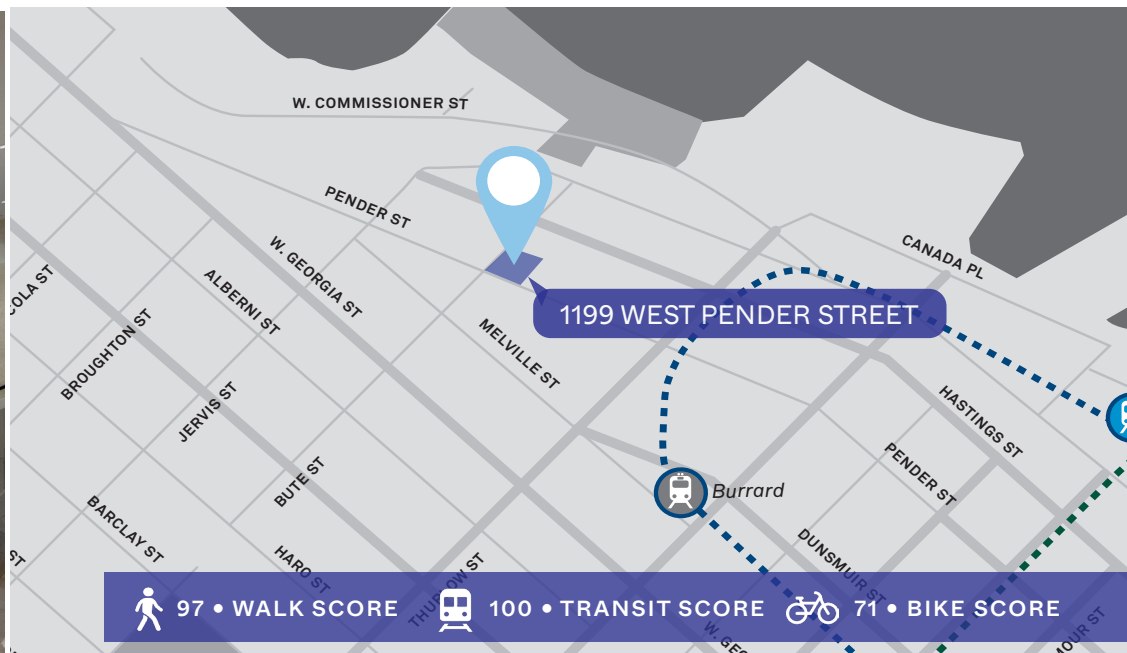 W. COMMISSIONER ST
PENDER ST
CANADA PL
W. GEORGIA ST
ALBERNI ST
1199 WEST PENDER STREET
BROUGHTON ST
MELVILLE ST
JERVIS ST
HASTINGS ST
BUTE ST
PENDER ST
Burrard
BARCLAY ST
DUNSMUIR ST
HARO ST
THURLOW ST
97 • WALK SCORE 100 • TRANSIT SCORE 71 • BIKE SCORE